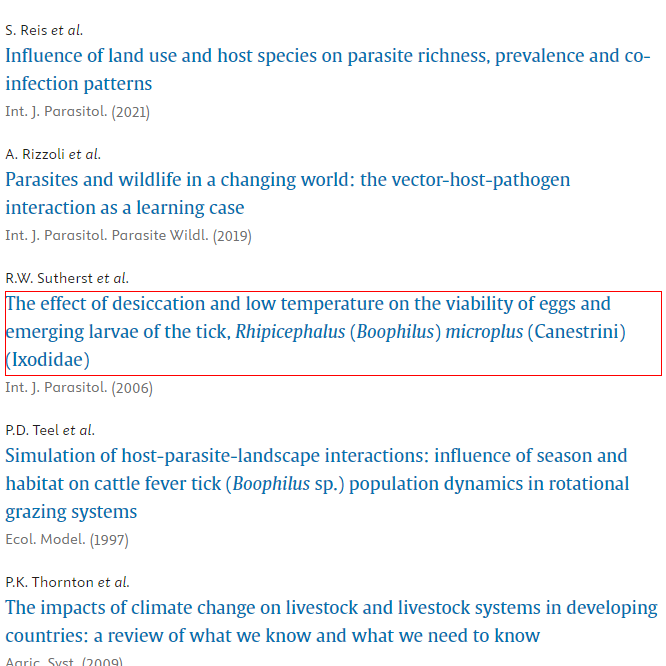 S. Reis et al.
Influence of land use and host species on parasite richness, prevalence and co-
infection patterns
Int. J. Parasitol. (2021)
A. Rizzoli et al.
Parasites and wildlife in a changing world: the vector-host-pathogen
interaction as a learning case
Int. J. Parasitol. Parasite Wildl. (2019)
R.W. Sutherst et al.
The effect of desiccation and low temperature on the viability of eggs and
emerging larvae of the tick, Rhipicephalus (Boophilus) microplus (Canestrini)
(Ixodidae)
Int. J. Parasitol. (2006)
P.D. Teel et al.
Simulation of host-parasite-landscape interactions: influence of season and
habitat on cattle fever tick (Boophilus sp.) population dynamics in rotational
grazing systems
Ecol. Model. (1997)
P.K. Thornton et al.
The impacts of climate change on livestock and livestock systems in developing
countries: a review of what we know and what we need to know
Agric. Syst. (2009)